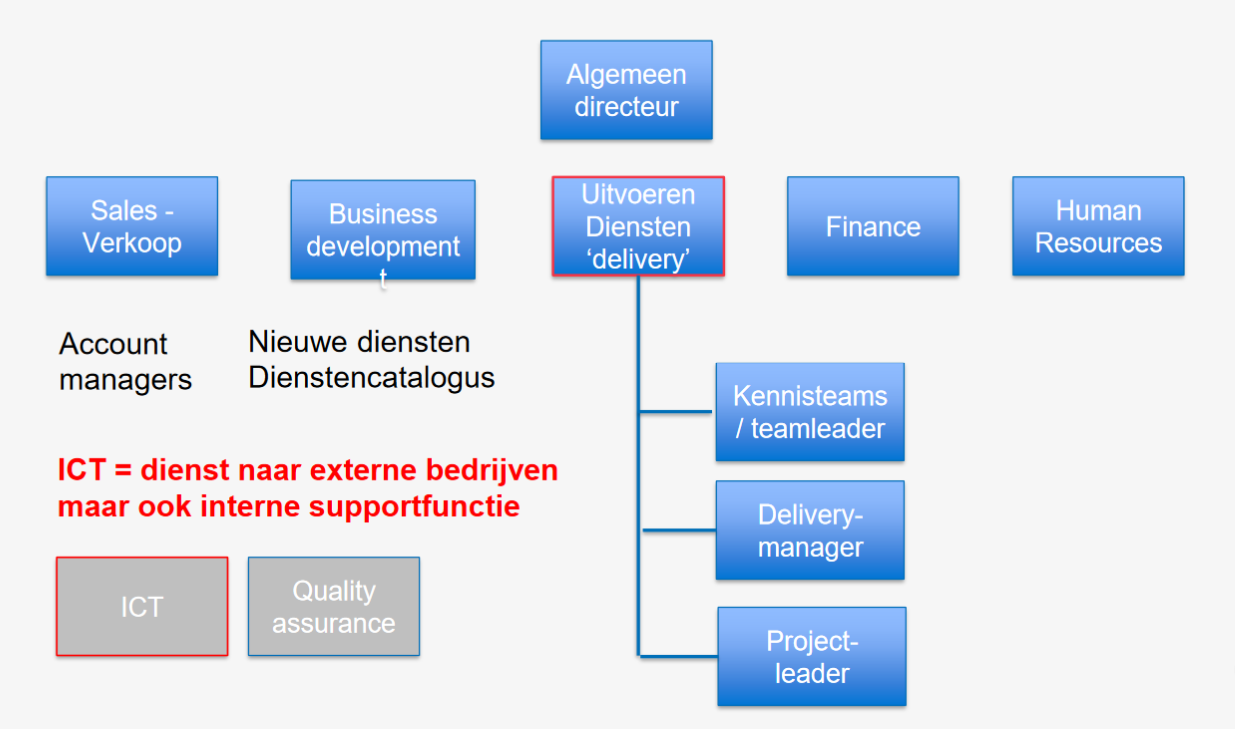 Algemeen
directeur
Sales -
Verkoop
Business
development
t
Uitvoeren
Diensten
‘delivery’
Finance
Human
Resources
Account
managers
Nieuwe diensten
Dienstencatalogus
Kennisteams
/ teamleader
ICT = dienst naar externe bedrijven
maar ook interne supportfunctie
Delivery-
manager
ICT
Quality
assurance
Project-
leader